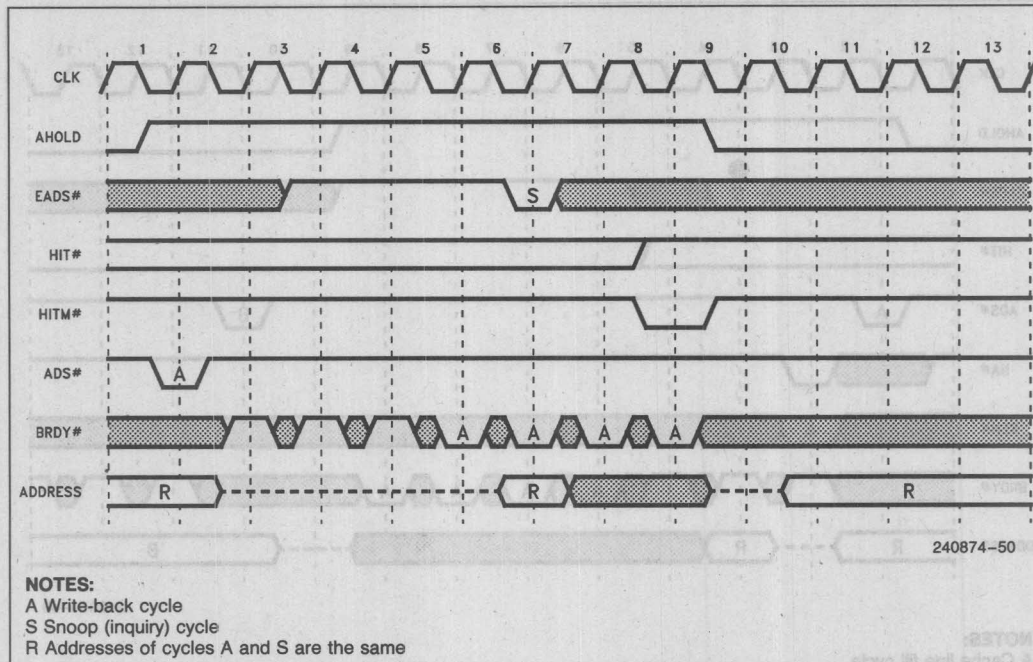 1 2 3 4 5 6 7 8 9 10 11 12 13
CLK
AHOLD
EADS#
S
HIT#
HITM#
ADS#
A
BRDY#
A A A A
ADDRESS
R R R
240874-50
NOTES:
A Write-back cycle
S Snoop (inquiry) cycle
R Addresses of cycles A and S are the same